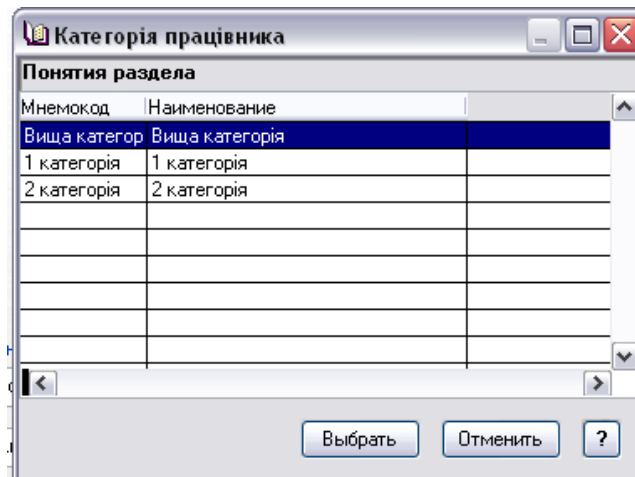 Категорія працівника
Понятия раздела
Мнемокод Наименование
Вища категор Вища категорія
1 категорія 1 категорія
2 категорія 2 категорія
Выбрать Отменить ?